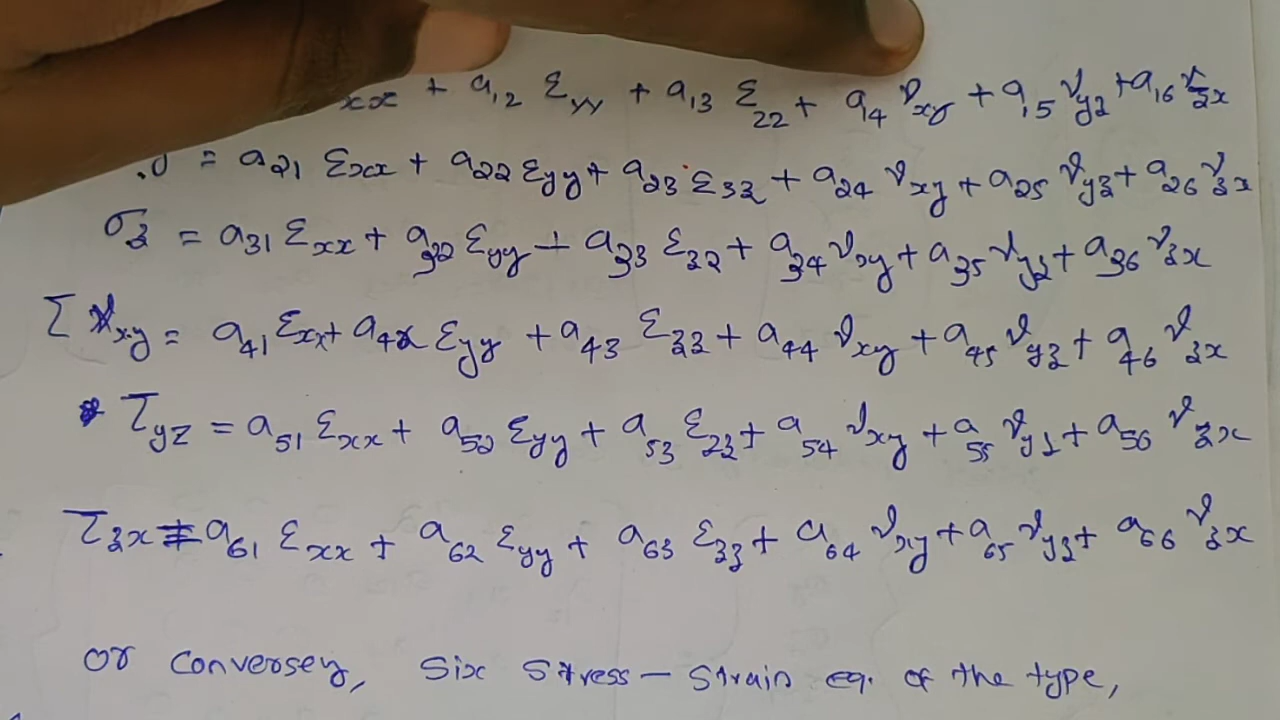 xx + a12 εyy + a13 εzz + a14 γxy + a15 γyz + a16 γzx
= a21 εxx + a22 εyy + a23 εzz + a24 γxy + a25 γyz + a26 γzx
σz = a31 εxx + a32 εyy + a33 εzz + a34 γxy + a35 γyz + a36 γzx
τxy = a41 εxx + a42 εyy + a43 εzz + a44 γxy + a45 γyz + a46 γzx
τyz = a51 εxx + a52 εyy + a53 εzz + a54 γxy + a55 γyz + a56 γzx
τzx = a61 εxx + a62 εyy + a63 εzz + a64 γxy + a65 γyz + a66 γzx
or conversey, six stress - strain eq. of the type,